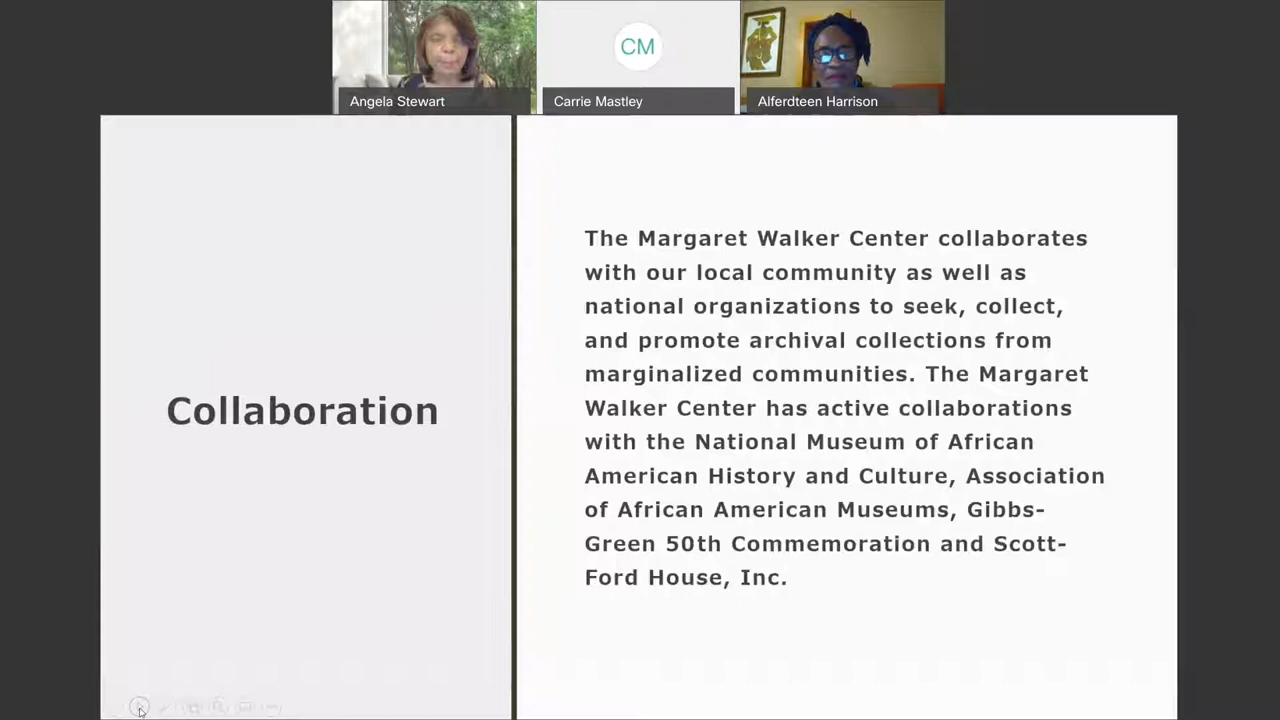 CM
Angela Stewart
Carrie Mastley
Alferdteen Harrison
Collaboration
The Margaret Walker Center collaborates
with our local community as well as
national organizations to seek, collect,
and promote archival collections from
marginalized communities. The Margaret
Walker Center has active collaborations
with the National Museum of African
American History and Culture, Association
of African American Museums, Gibbs-
Green 50th Commemoration and Scott-
Ford House, Inc.